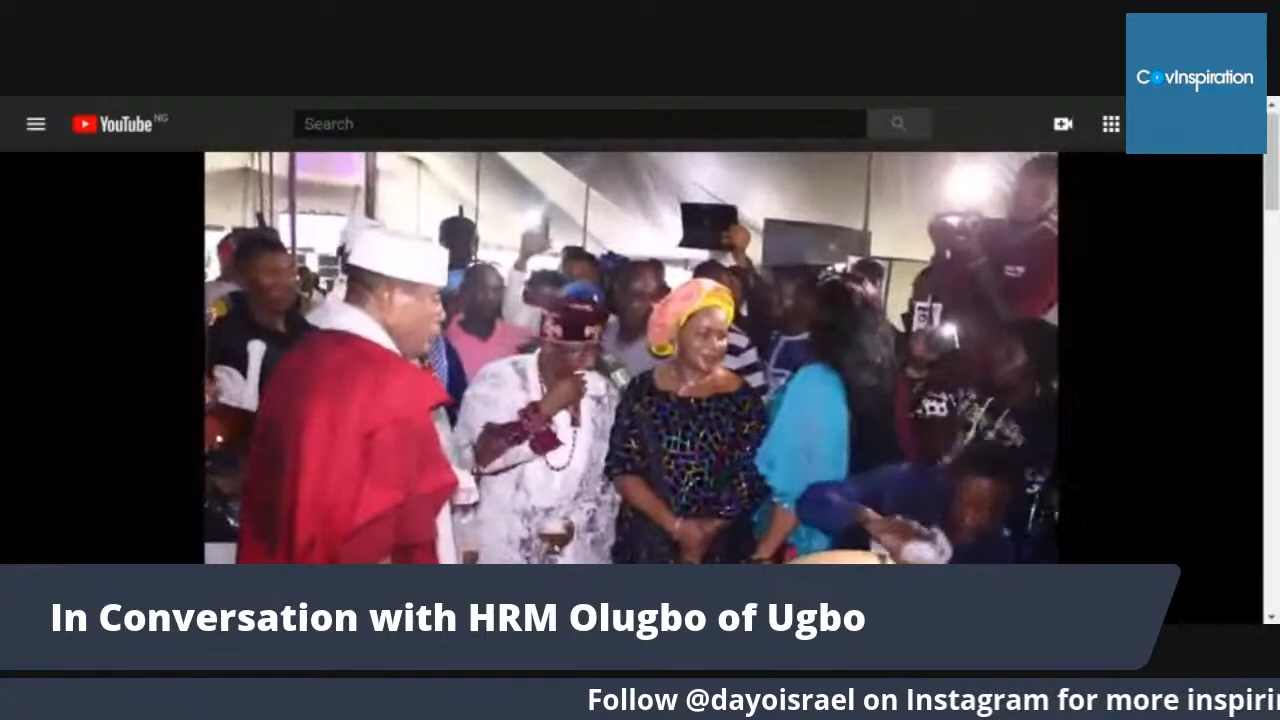 CovInspiration
YouTube NG
Search
In Conversation with HRM Olugbo of Ugbo
Follow @dayoisrael on Instagram for more inspiri